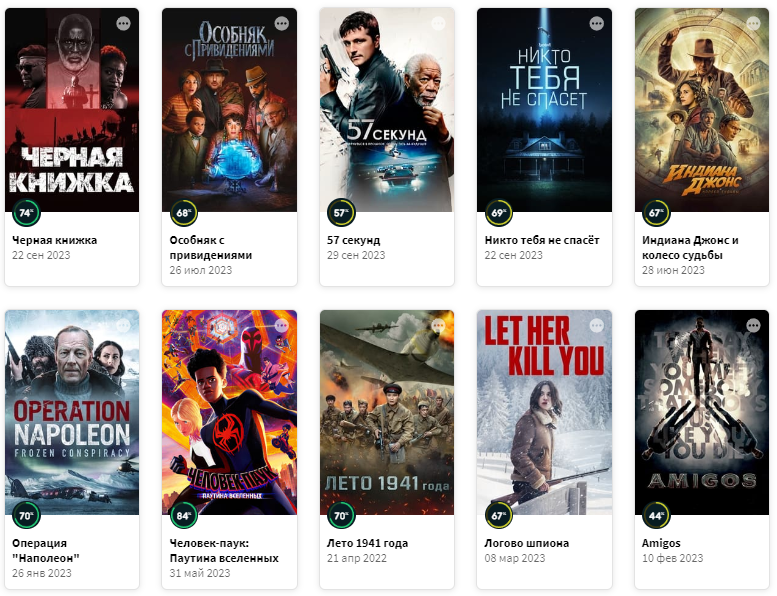 ЧЕРНАЯ
КНИЖКА
74%
Черная книжка
22 сен 2023
Особняк
с Привидениями
68%
Особняк с
привидениями
26 июл 2023
57 СЕКУНД
57%
57 секунд
29 сен 2023
НИКТО
ТЕБЯ
НЕ СПАСЕТ
69%
Никто тебя не спасёт
22 сен 2023
ИНДИАНА
ДЖОНС
67%
Индиана Джонс и
колесо судьбы
28 июн 2023
OPERATION
NAPOLEON
FROZEN CONSPIRACY
70%
Операция
"Наполеон"
26 янв 2023
ЧЕЛОВЕК-ПАУК
ПАУТИНА ВСЕЛЕННЫХ
84%
Человек-паук:
Паутина вселенных
31 май 2023
ЛЕТО 1941 года
70%
Лето 1941 года
21 апр 2022
LET HER
KILL YOU
67%
Логово шпиона
08 мар 2023
AMIGOS
44%
Amigos
10 фев 2023